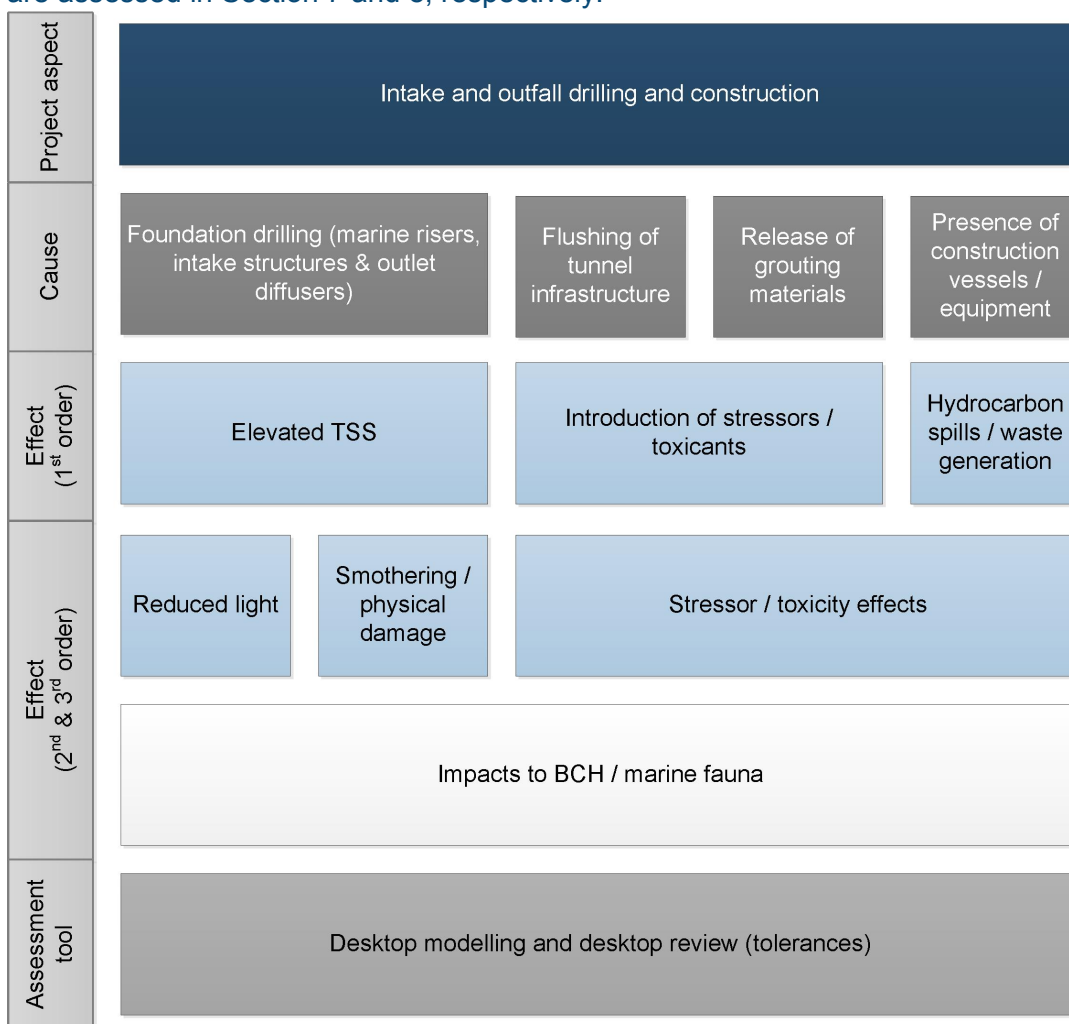 are assessed in Section and , respectively.
Project aspect
Intake and outfall drilling and construction
Cause
Foundation drilling (marine risers,
intake structures & outlet
diffusers)
Flushing of
tunnel
infrastructure
Release of
grouting
materials
Presence of
construction
vessels /
equipment
Effect
(1st order)
Elevated TSS
Introduction of stressors /
toxicants
Hydrocarbon
spills / waste
generation
Effect
(2nd & 3rd order)
Reduced light
Smothering /
physical
damage
Stressor / toxicity effects
Impacts to BCH / marine fauna
Assessment
tool
Desktop modelling and desktop review (tolerances)